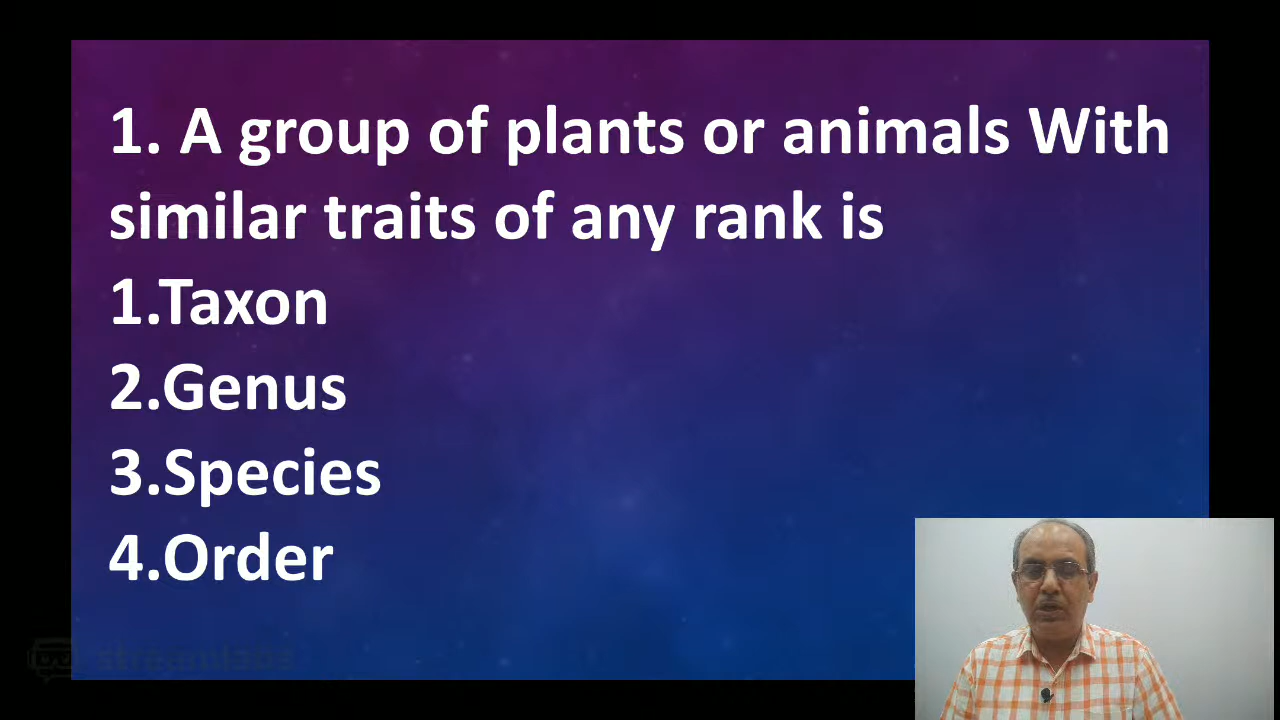 1. A group of plants or animals With
similar traits of any rank is
1.Taxon
2.Genus
3.Species
4.Order
streamlabs